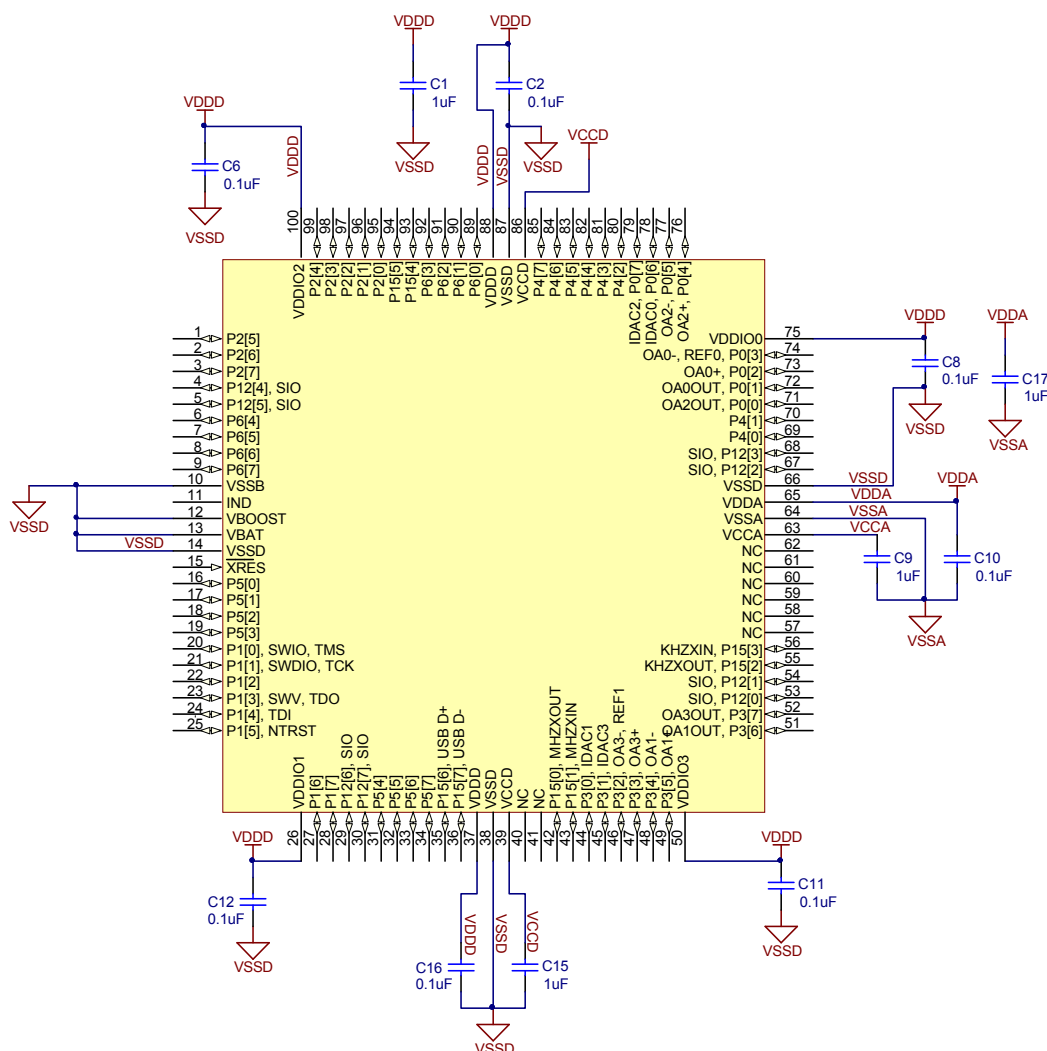 VDDD
VDDD
C1
1uF
VSSD
C2
0.1uF
VSSD
VDDD
C6
0.1uF
VSSD
VDDD
VDDD
VSSD
VCCD
100
99
98
97
96
95
94
93
92
91
90
89
88
87
86
85
84
83
82
81
80
79
78
77
76
VDDIO2
P2[4]
P2[3]
P2[2]
P2[1]
P2[0]
P15[5]
P15[4]
P6[3]
P6[2]
P6[1]
P6[0]
VDDD
VSSD
VCCD
P4[7]
P4[6]
P4[5]
P4[4]
P4[3]
P4[2]
IDAC2, P0[7]
IDAC0, P0[6]
OA2-, P0[5]
OA2+, P0[4]
1 P2[5]
2 P2[6]
3 P2[7]
4 P12[4], SIO
5 P12[5], SIO
6 P6[4]
7 P6[5]
8 P6[6]
9 P6[7]
10 VSSB
11 IND
12 VBOOST
13 VBAT
VSSD 14 VSSD
15 XRES
16 P5[0]
17 P5[1]
18 P5[2]
19 P5[3]
20 P1[0], SWIO, TMS
21 P1[1], SWDIO, TCK
22 P1[2]
23 P1[3], SWV, TDO
24 P1[4], TDI
25 P1[5], NTRST
VSSD
VDDIO0 75
OA0-, REF0, P0[3] 74
OA0+, P0[2] 73
OA0OUT, P0[1] 72
OA2OUT, P0[0] 71
P4[1] 70
P4[0] 69
SIO, P12[3] 68
SIO, P12[2] 67
VSSD 66 VSSD
VDDA 65 VDDA
VSSA 64 VSSA
VCCA 63 VCCA
NC 62
NC 61
NC 60
NC 59
NC 58
NC 57
KHZXIN, P15[3] 56
KHZXOUT, P15[2] 55
SIO, P12[1] 54
SIO, P12[0] 53
OA3OUT, P3[7] 52
OA1OUT, P3[6] 51
VDDD
C8
0.1uF
VSSD
VDDA
C17
1uF
VSSA
VDDA
C9
1uF
C10
0.1uF
VSSA
VDDIO1
P1[6]
P1[7]
P12[6], SIO
P12[7], SIO
P5[4]
P5[5]
P5[6]
P5[7]
P15[6], USB D+
P15[7], USB D-
VDDD
VSSD
VCCD
NC
NC
P15[0], MHZXOUT
P15[1], MHZXIN
P3[0], IDAC1
P3[1], IDAC3
P3[2], OA3-, REF1
P3[3], OA3+
P3[4], OA1-
P3[5], OA1+
VDDIO3
26
27
28
29
30
31
32
33
34
35
36
37
38
39
40
41
42
43
44
45
46
47
48
49
50
VDDD
C12
0.1uF
VSSD
VDDD
VSSD
VCCD
C16
0.1uF
C15
1uF
VSSD
VDDD
C11
0.1uF
VSSD